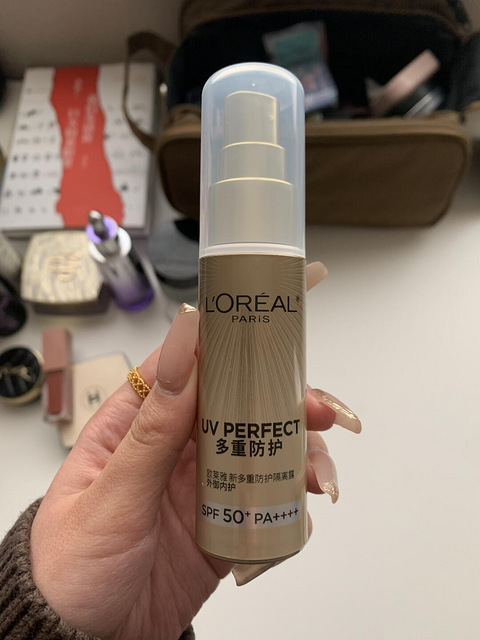 L'ORÉAL®
PARIS
UV PERFECT
多重防护
欧莱雅 新多重防护隔离露
外御内护
SPF 50+ PA++++